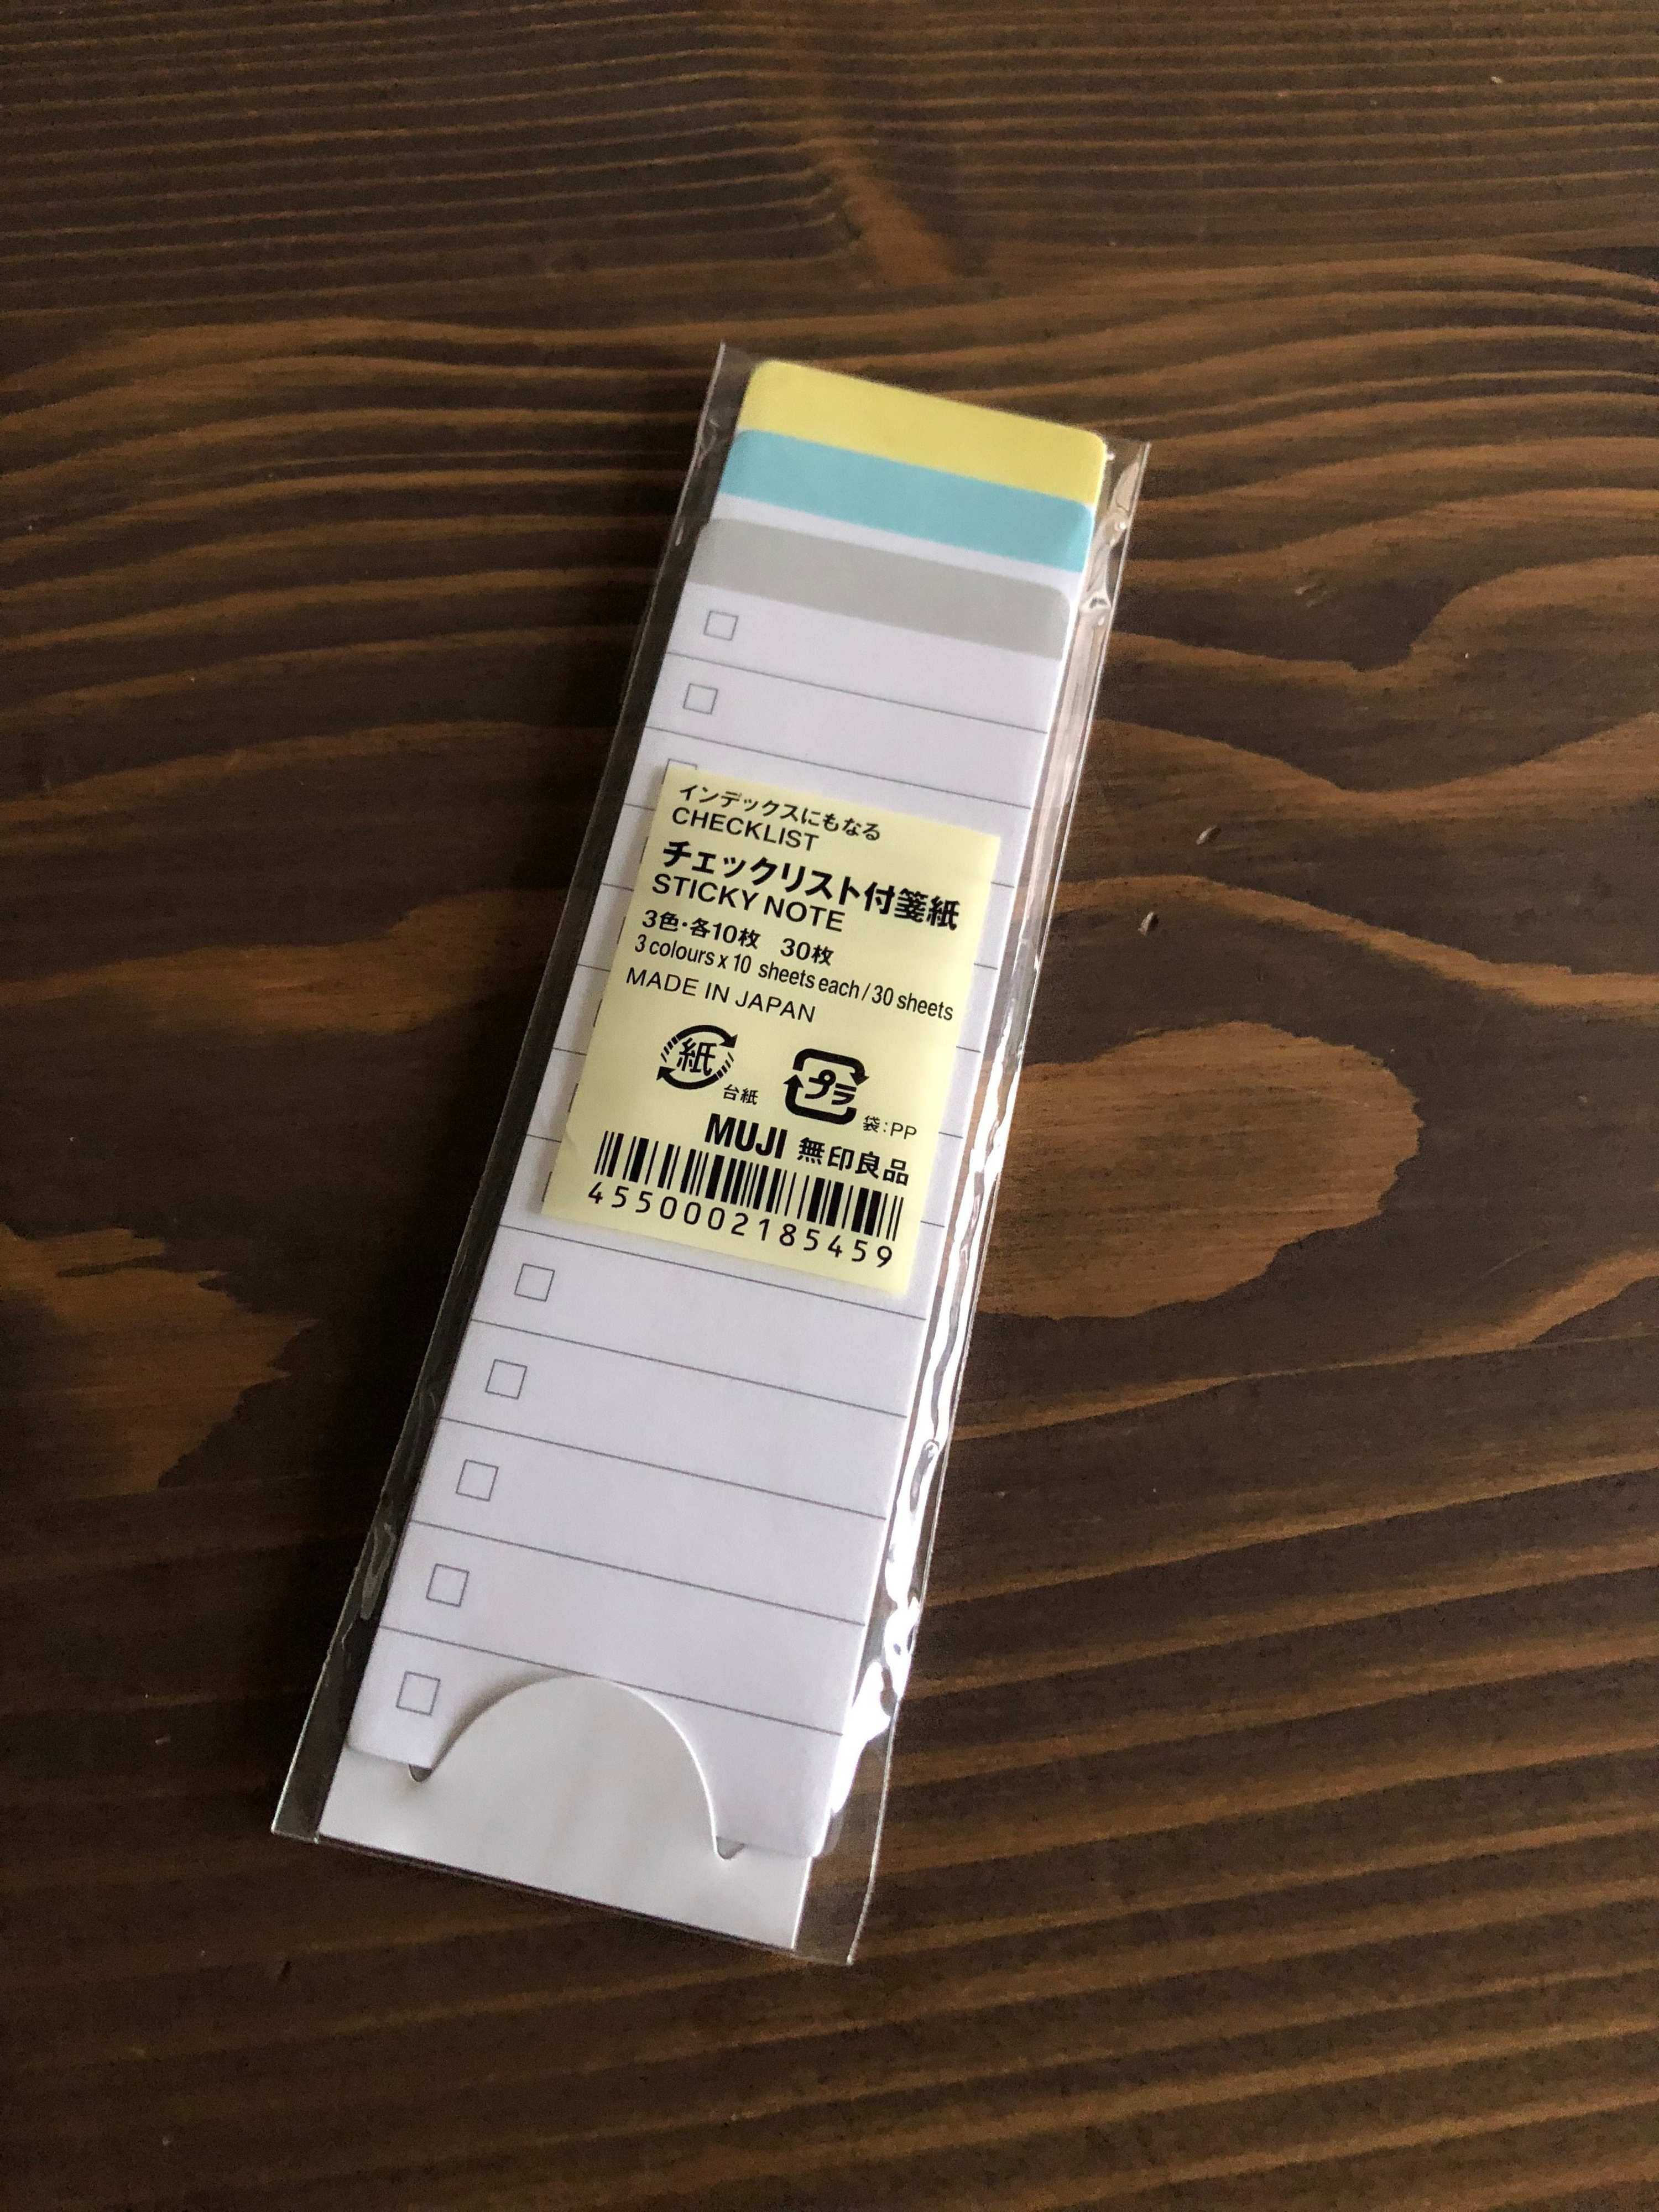 インデックスにもなる
CHECKLIST
チェックリスト付箋紙
STICKY NOTE
3色・各10枚　30枚
3 colours x 10 sheets each / 30 sheets
MADE IN JAPAN
紙
台紙
プラ
袋：PP
MUJI 無印良品
4550002185459